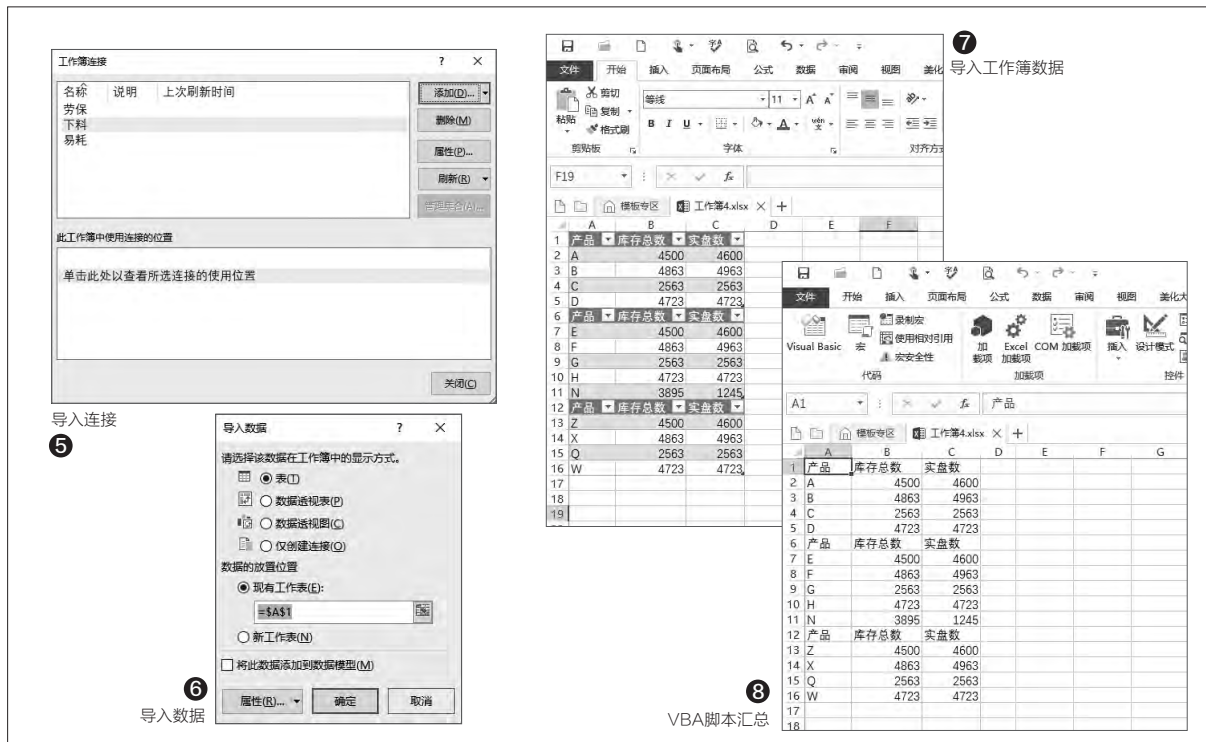 工作簿连接 ? ×
名称 说明 上次刷新时间
劳保
下料
易耗
添加(D)...
删除(M)
属性(P)...
刷新(R)
管理集合(A)...
此工作簿中使用连接的位置
单击此处以查看所选连接的使用位置
关闭(C)
导入连接
5
导入数据 ? ×
请选择该数据在工作簿中的显示方式。
表(T)
数据透视表(P)
数据透视图(C)
仅创建连接(O)
数据的放置位置
现有工作表(E):
=$A$1
新工作表(N)
将此数据添加到数据模型(M)
属性(R)... 确定 取消
6
导入数据
7
导入工作簿数据
文件 开始 插入 页面布局 公式 数据 审阅 视图 美化
粘贴 剪切 复制 格式刷
等线 11 A A
B I U A wén 文
剪贴板 字体 对齐方式
F19 fx
模板专区 工作簿4.xlsx × +
A B C D E F
1 产品 库存总数 实盘数
2 A 4500 4600
3 B 4863 4963
4 C 2563 2563
5 D 4723 4723
6 产品 库存总数 实盘数
7 E 4500 4600
8 F 4863 4963
9 G 2563 2563
10 H 4723 4723
11 N 3895 1245
12 产品 库存总数 实盘数
13 Z 4500 4600
14 X 4863 4963
15 Q 2563 2563
16 W 4723 4723
17
18
19
文件 开始 插入 页面布局 公式 数据 审阅 视图 美化大
Visual Basic 宏 录制宏 使用相对引用 宏安全性
加载项 Excel 加载项 COM 加载项 插入 设计模式
代码 加载项 控件
A1 fx 产品
模板专区 工作簿4.xlsx × +
A B C D E F G
1 产品 库存总数 实盘数
2 A 4500 4600
3 B 4863 4963
4 C 2563 2563
5 D 4723 4723
6 产品 库存总数 实盘数
7 E 4500 4600
8 F 4863 4963
9 G 2563 2563
10 H 4723 4723
11 N 3895 1245
12 产品 库存总数 实盘数
13 Z 4500 4600
14 X 4863 4963
15 Q 2563 2563
16 W 4723 4723
17
18
8
VBA脚本汇总